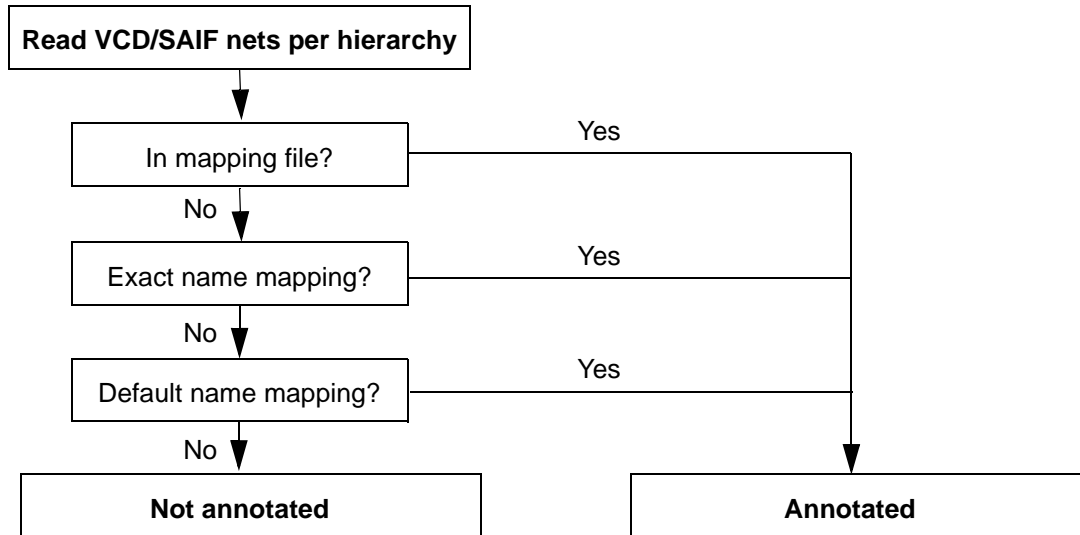 Read VCD/SAIF nets per hierarchy
In mapping file?
Yes
No
Exact name mapping?
Yes
No
Default name mapping?
Yes
No
Not annotated
Annotated